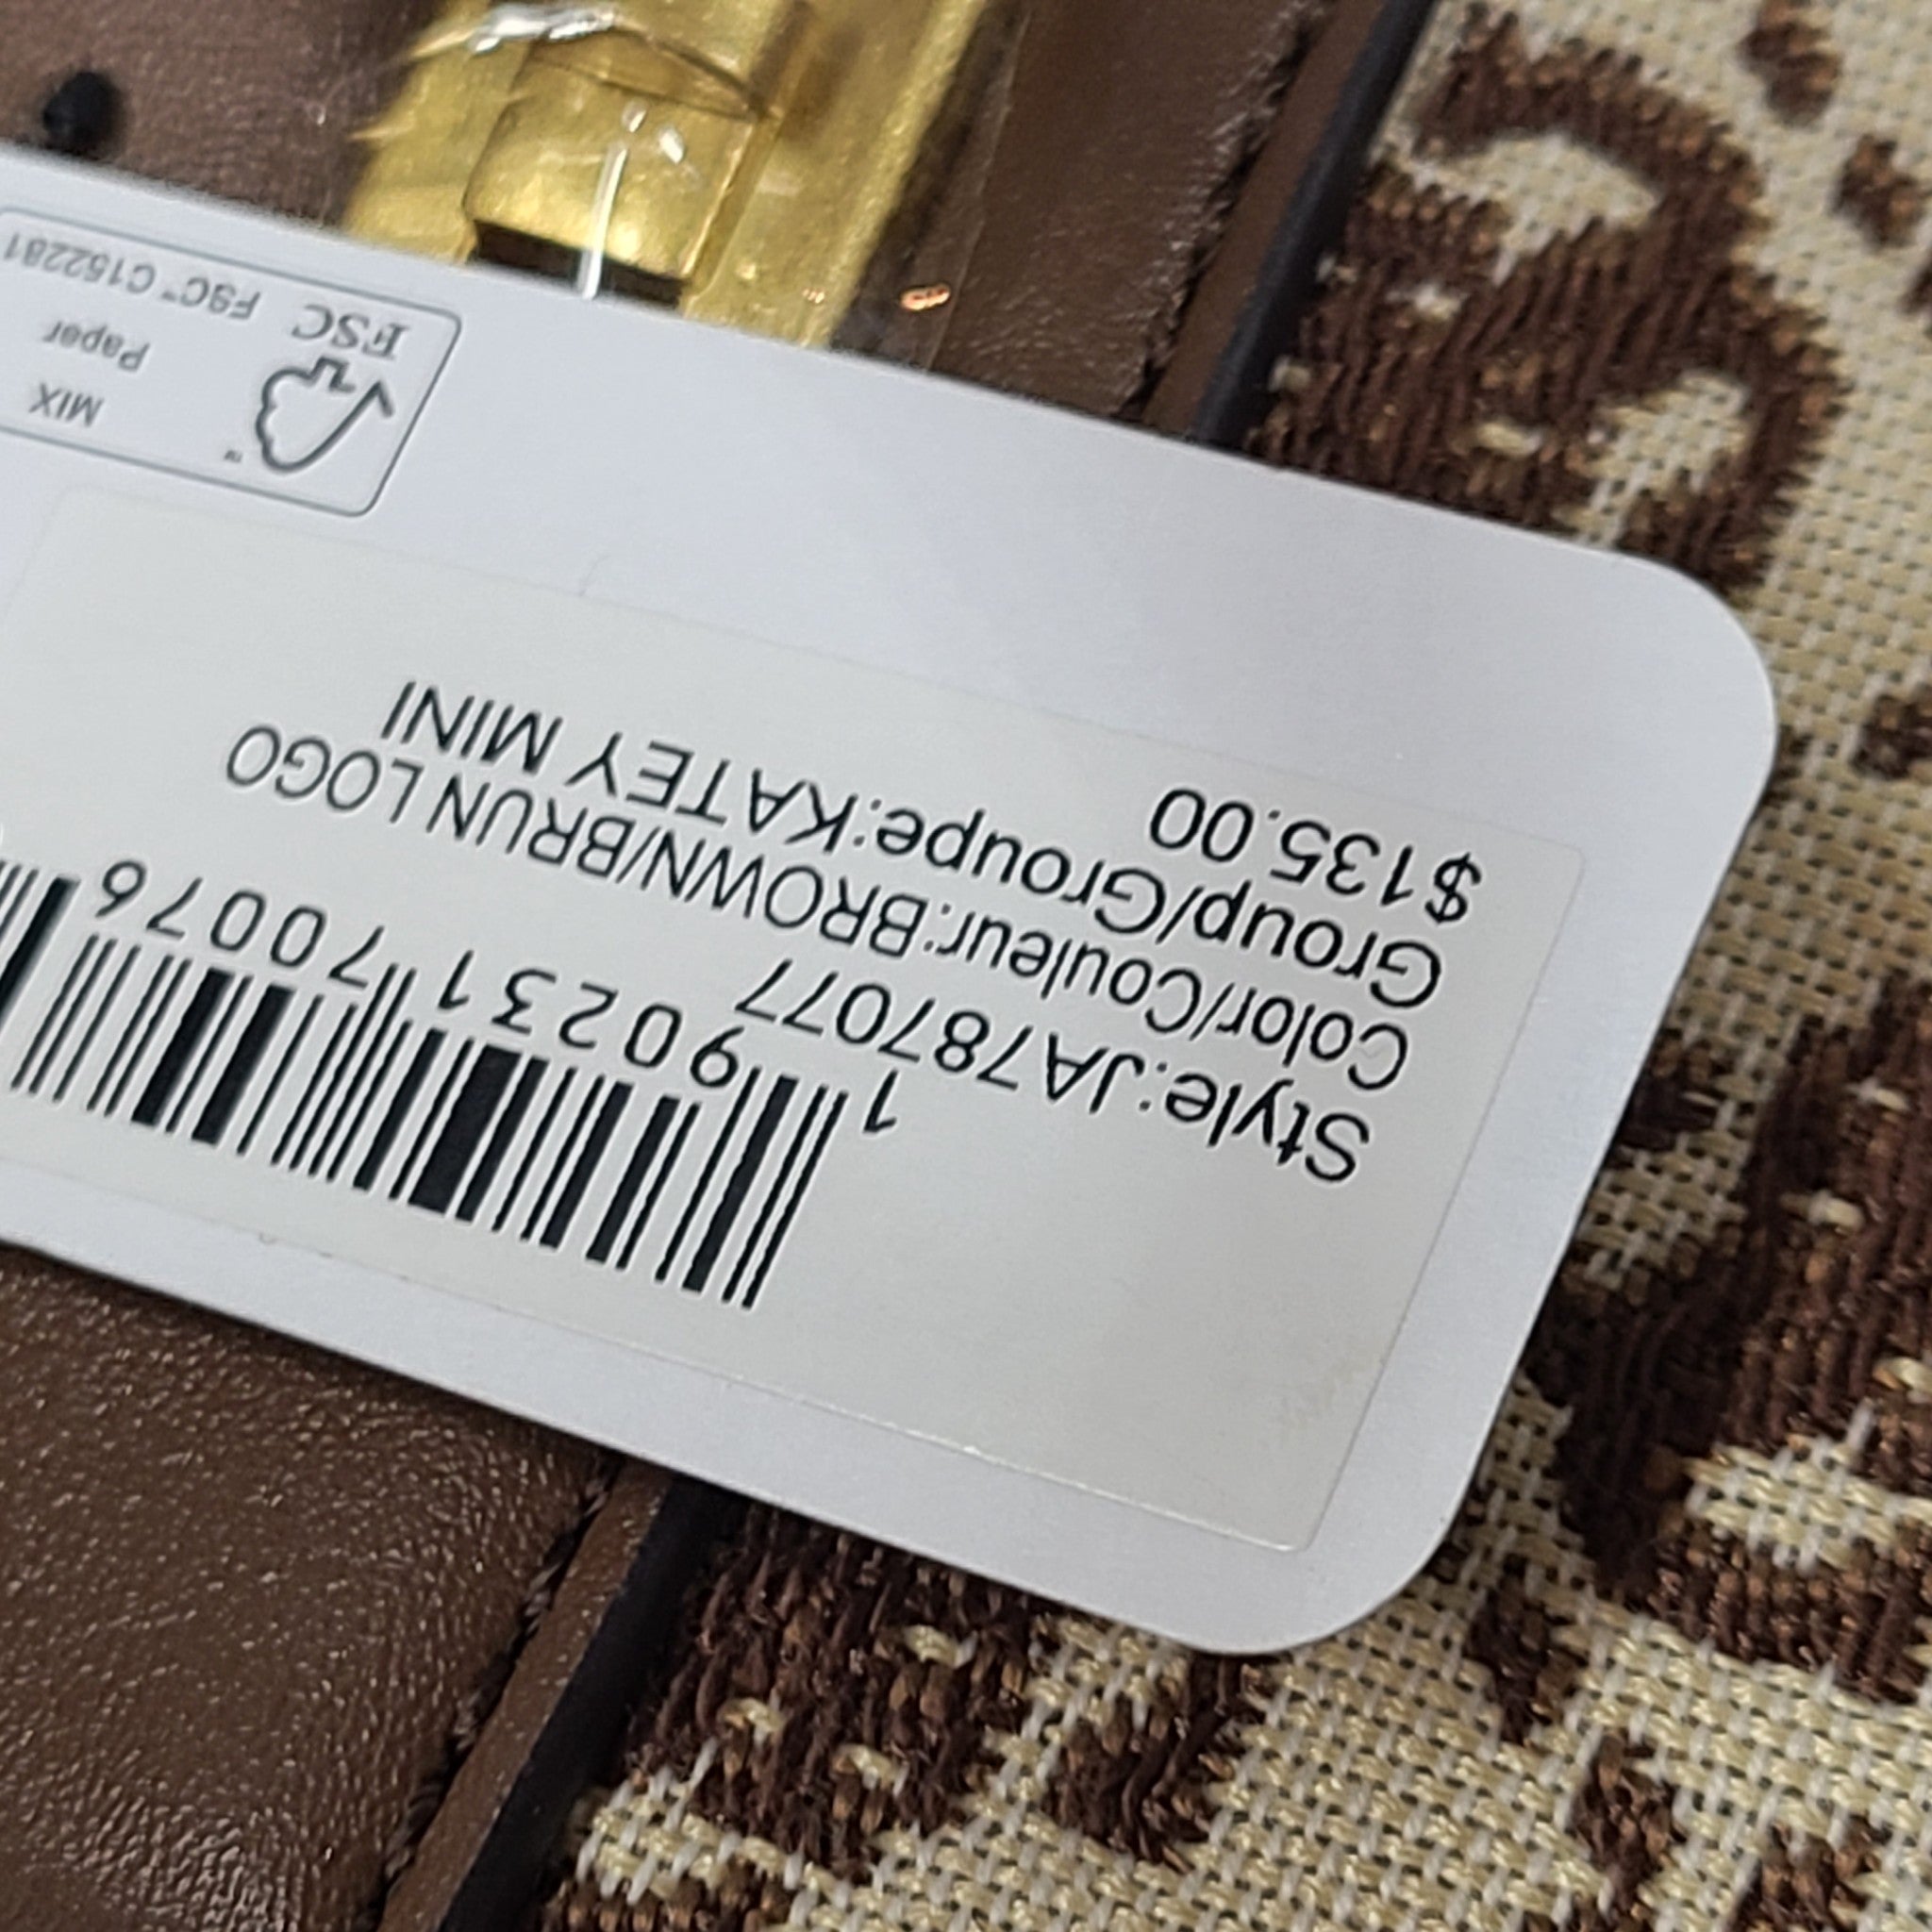 1 90231 70076
Style:JA787077
Color/Couleur:BROWN/BRUN LOGO
Group/Groupe:KATEY MINI
$135.00
MIX
Paper
FSC
FSC™ C152281